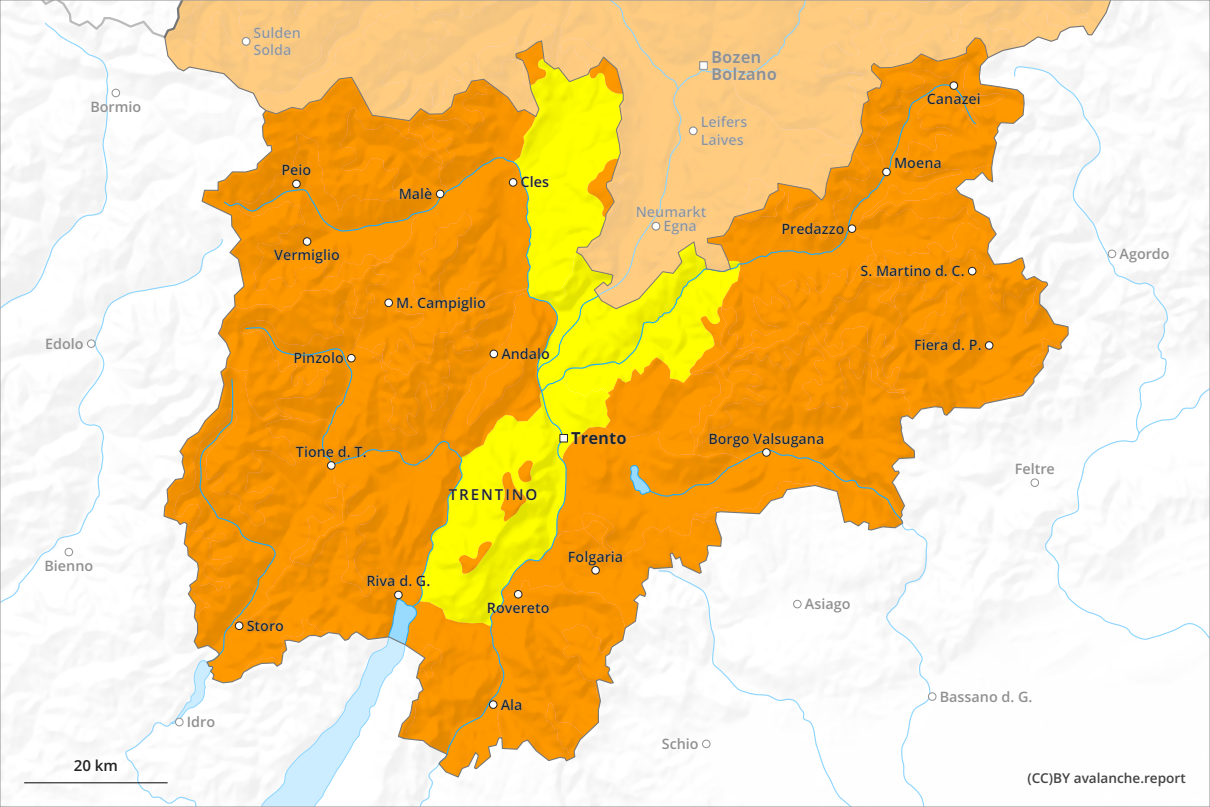 Sulden
Solda
Bozen
Bolzano
Bormio
Canazei
Leifers
Laives
Moena
Peio
Malè
Cles
Neumarkt
Egna
Predazzo
Vermiglio
Agordo
S. Martino d. C.
M. Campiglio
Edolo
Pinzolo
Andalo
Fiera d. P.
Trento
Borgo Valsugana
Tione d. T.
Feltre
TRENTINO
Bienno
Folgaria
Riva d. G.
Rovereto
Asiago
Storo
Bassano d. G.
Ala
Idro
Schio
20 km
(CC)BY avalanche.report